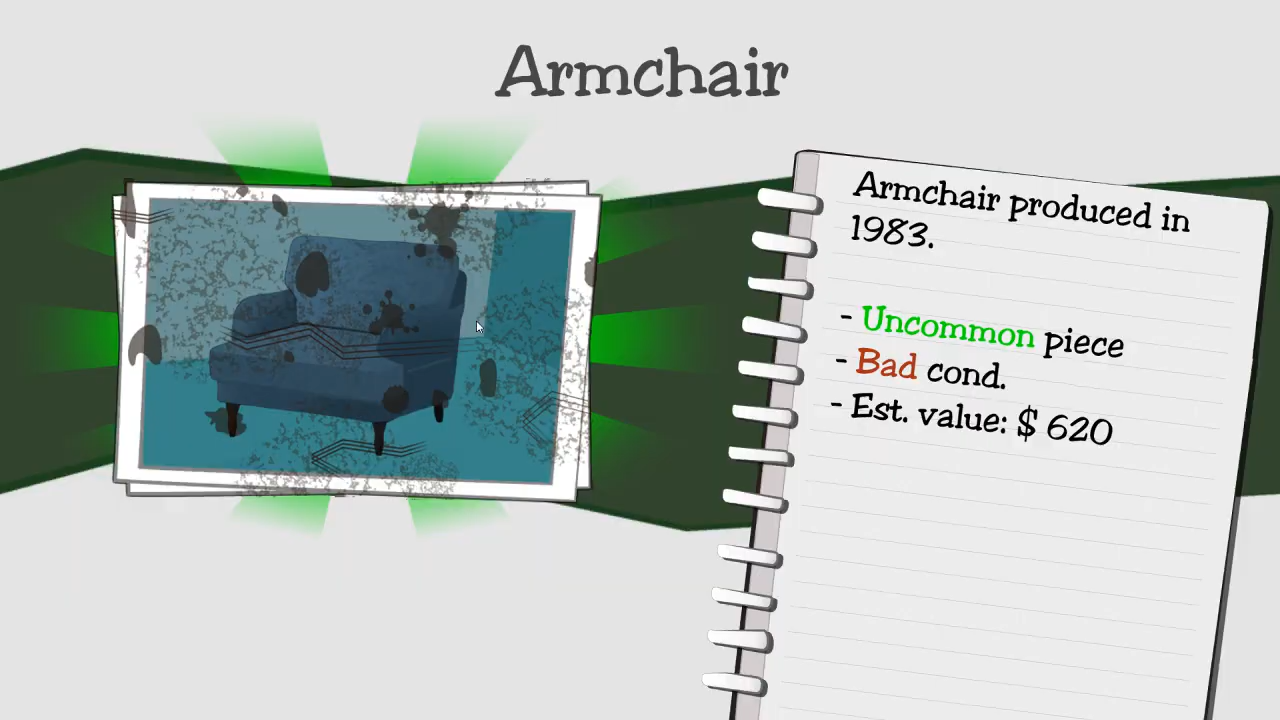 Armchair
Armchair produced in
1983.
- Uncommon piece
- Bad cond.
- Est. value: $ 620